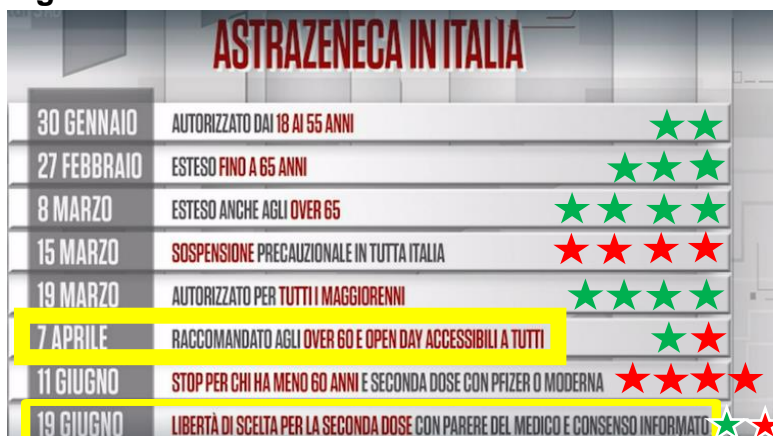 ASTRAZENECA IN ITALIA
30 GENNAIO AUTORIZZATO DAI 18 AI 55 ANNI
27 FEBBRAIO ESTESO FINO A 65 ANNI
8 MARZO ESTESO ANCHE AGLI OVER 65
15 MARZO SOSPENSIONE PRECAUZIONALE IN TUTTA ITALIA
19 MARZO AUTORIZZATO PER TUTTI I MAGGIORENNI
7 APRILE RACCOMANDATO AGLI OVER 60 E OPEN DAY ACCESSIBILI A TUTTI
11 GIUGNO STOP PER CHI HA MENO 60 ANNI E SECONDA DOSE CON PFIZER O MODERNA
19 GIUGNO LIBERTÀ DI SCELTA PER LA SECONDA DOSE CON PARERE DEL MEDICO E CONSENSO INFORMATO